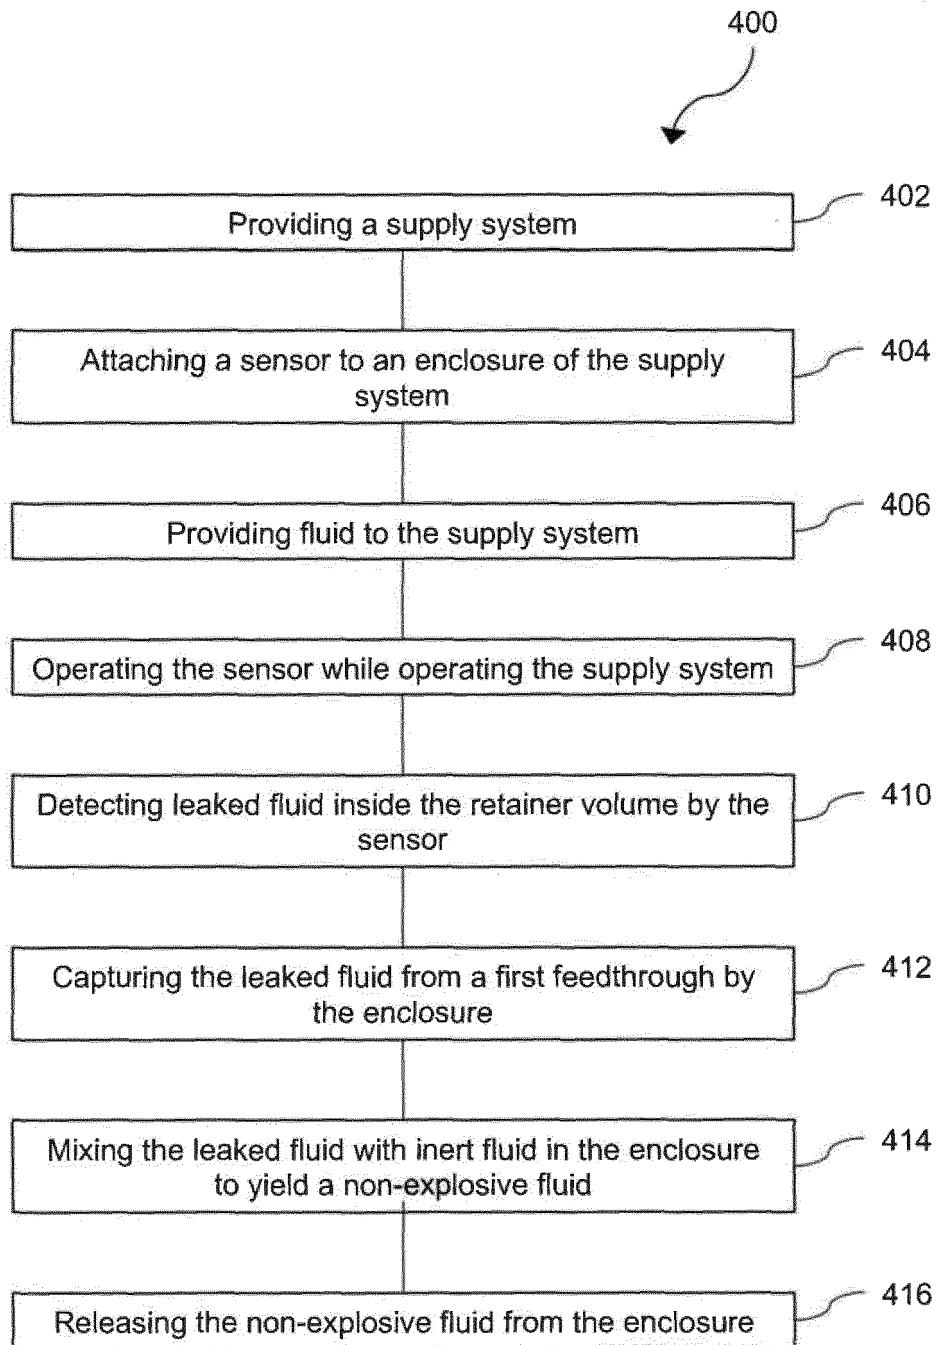 400
Providing a supply system
402
Attaching a sensor to an enclosure of the supply
system
404
Providing fluid to the supply system
406
Operating the sensor while operating the supply system
408
Detecting leaked fluid inside the retainer volume by the
sensor
410
Capturing the leaked fluid from a first feedthrough by
the enclosure
412
Mixing the leaked fluid with inert fluid in the enclosure
to yield a non-explosive fluid
414
Releasing the non-explosive fluid from the enclosure
416